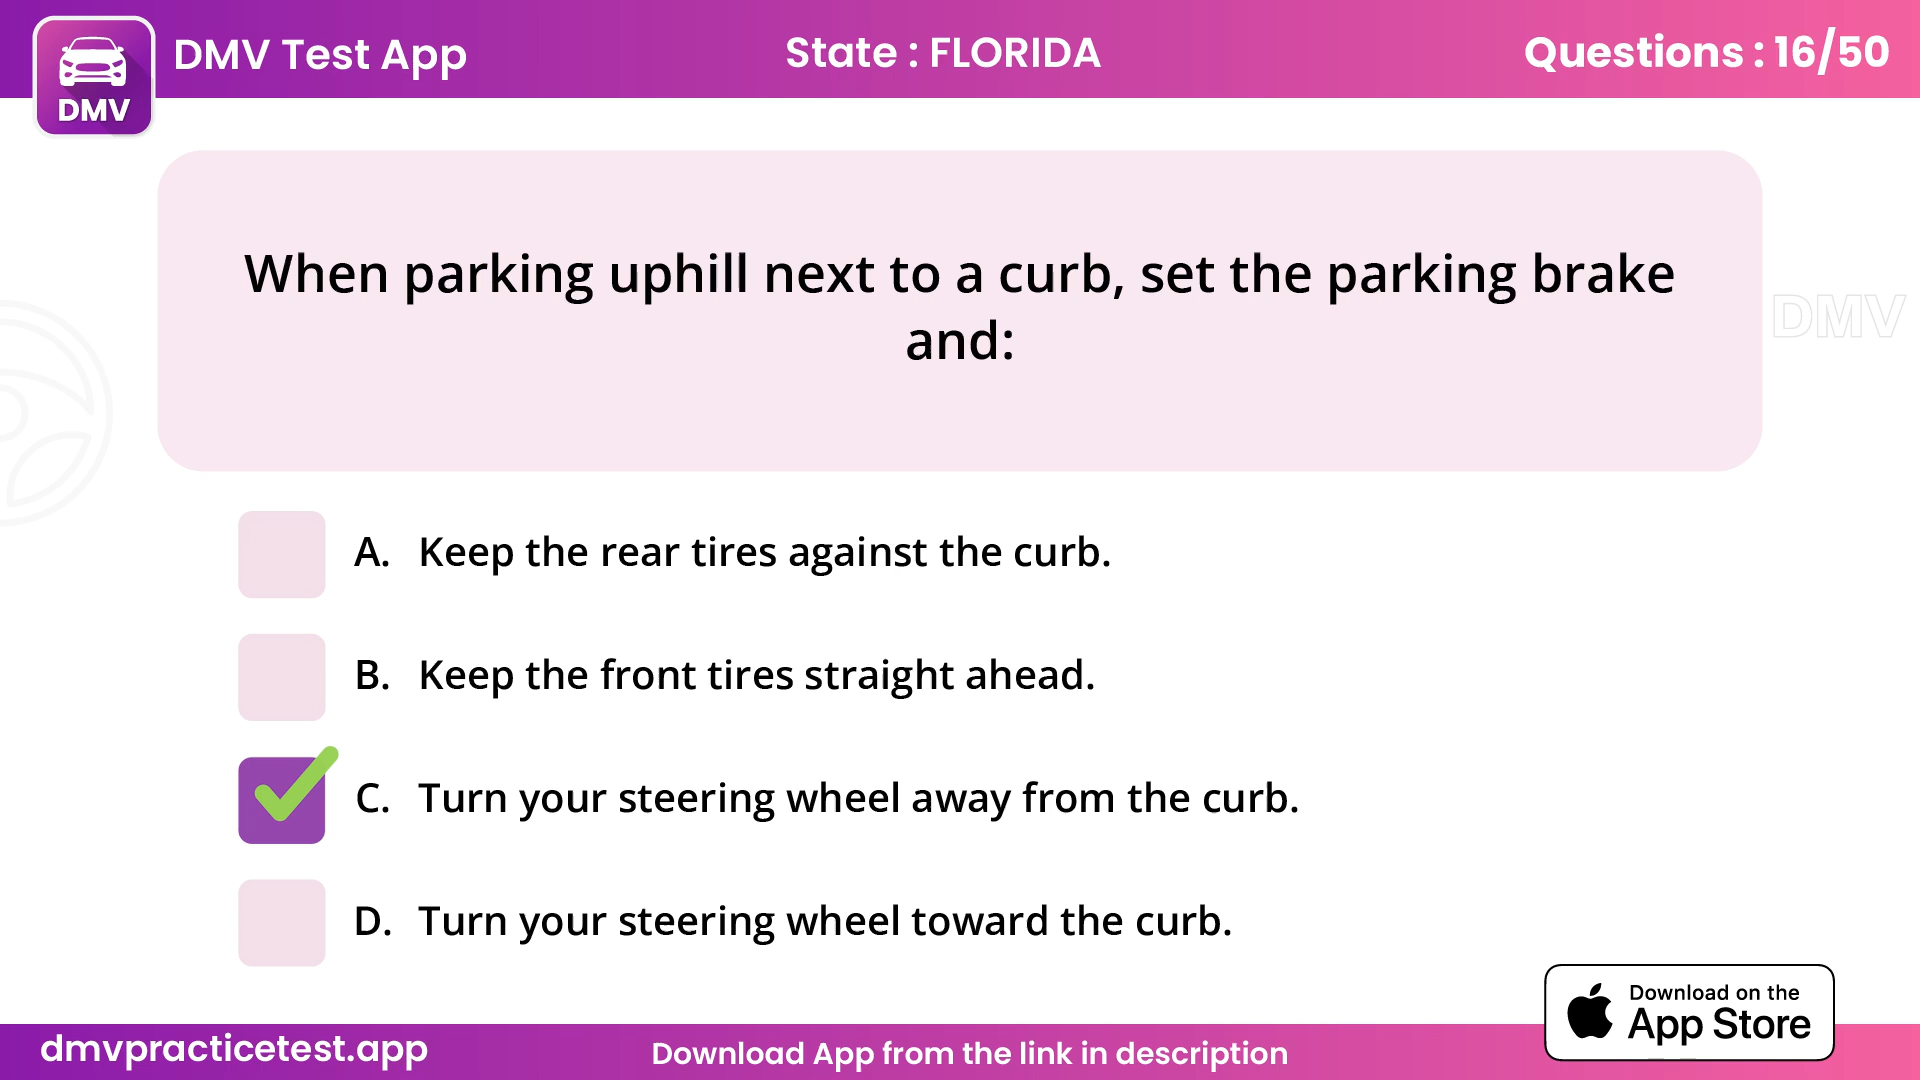 DMV
DMV Test App
State : FLORIDA
Questions : 16/50
When parking uphill next to a curb, set the parking brake
and:
DMV
A. Keep the rear tires against the curb.
B. Keep the front tires straight ahead.
C. Turn your steering wheel away from the curb.
D. Turn your steering wheel toward the curb.
Download on the
App Store
dmvpracticetest.app
Download App from the link in description